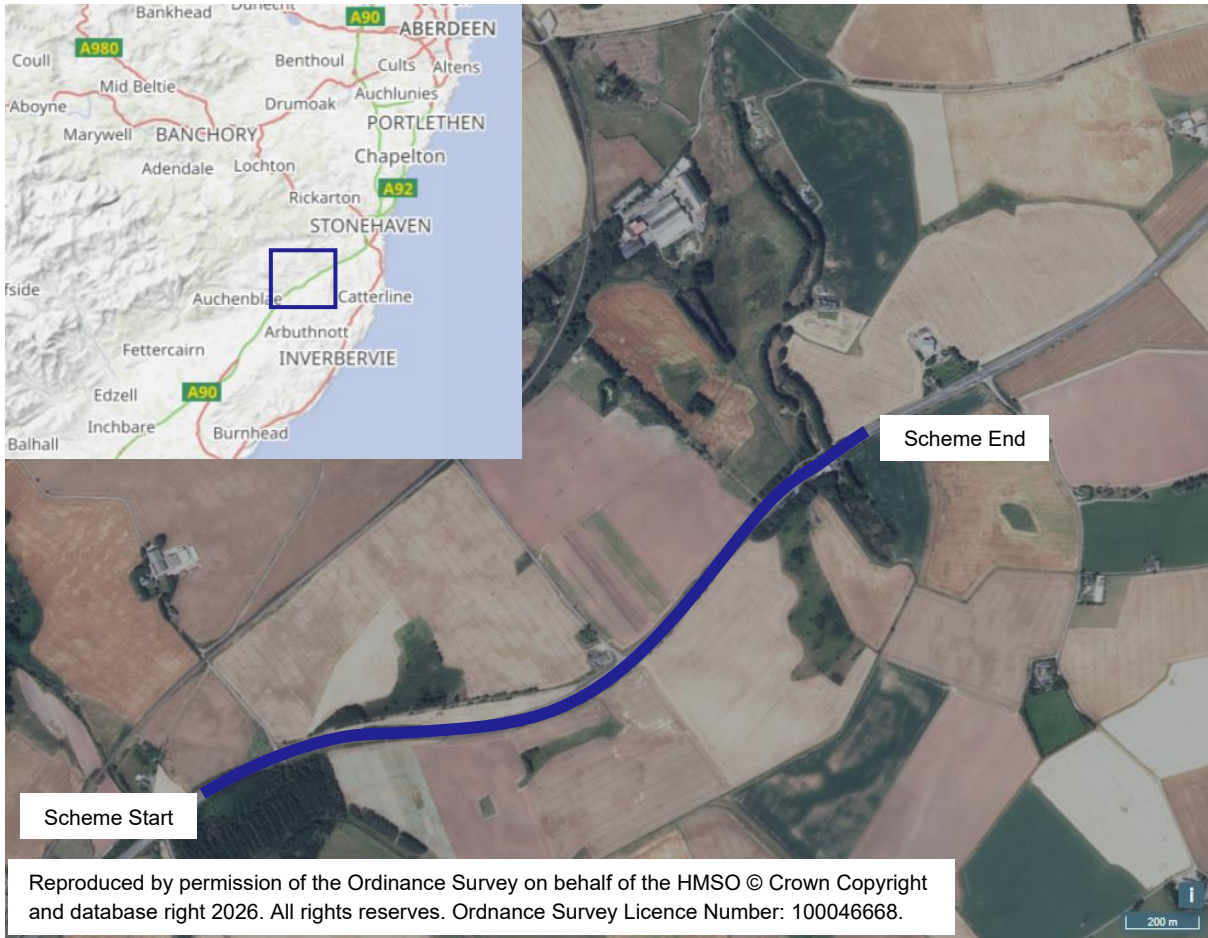 Bankhead
Dunecht
A90
ABERDEEN
A980
Coull
Benthoul
Cults
Altens
Mid Beltie
Auchlunies
Aboyne
Drumoak
Marywell
BANCHORY
PORTLETHEN
Adendale
Lochton
Chapelton
Rickarton
A92
STONEHAVEN
fside
Auchenblae
Catterline
Arbuthnott
Fettercairn
INVERBERVIE
Edzell
A90
Inchbare
Burnhead
Balhall
Scheme End
Scheme Start
Reproduced by permission of the Ordinance Survey on behalf of the HMSO © Crown Copyright
and database right 2026. All rights reserves. Ordnance Survey Licence Number: 100046668.
i
200 m